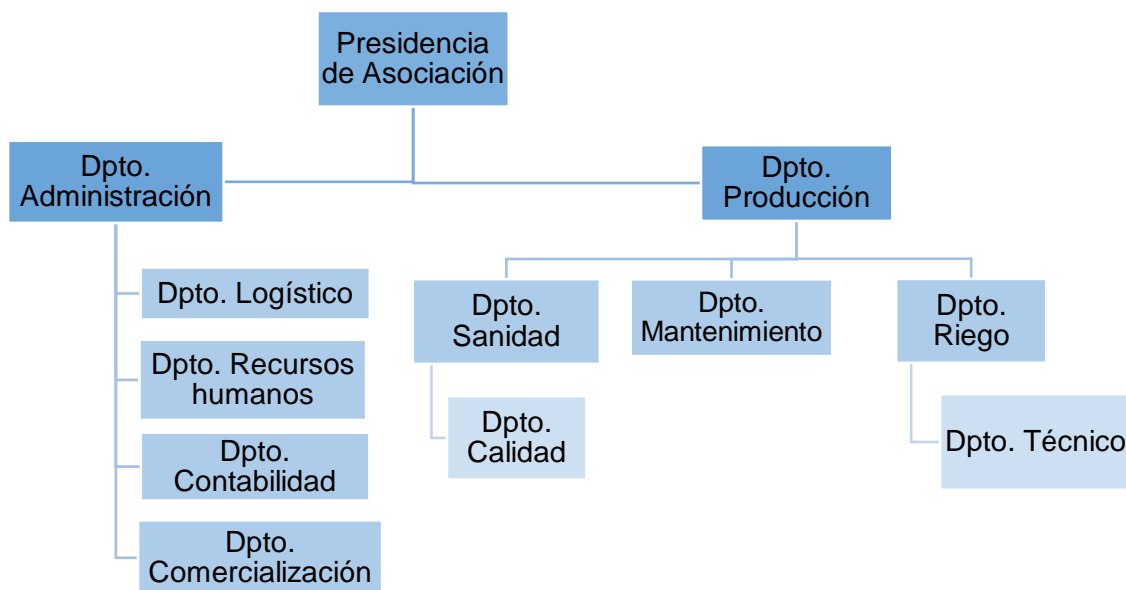 Presidencia
de Asociación
Dpto.
Administración
Dpto.
Producción
Dpto. Logístico
Dpto. Recursos
humanos
Dpto.
Contabilidad
Dpto.
Comercialización
Dpto.
Sanidad
Dpto.
Mantenimiento
Dpto.
Riego
Dpto.
Calidad
Dpto. Técnico